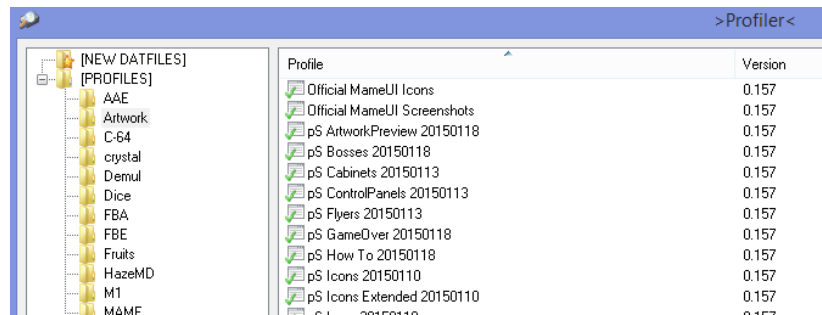 >Profiler<
[NEW DATFILES]
[PROFILES]
AAE
Artwork
C-64
crystal
Demul
Dice
FBA
FBE
Fruits
HazeMD
M1
MAME
Profile Version
Official MameUI Icons 0.157
Official MameUI Screenshots 0.157
pS ArtworkPreview 20150118 0.157
pS Bosses 20150118 0.157
pS Cabinets 20150113 0.157
pS ControlPanels 20150113 0.157
pS Flyers 20150113 0.157
pS GameOver 20150118 0.157
pS How To 20150118 0.157
pS Icons 20150110 0.157
pS Icons Extended 20150110 0.157